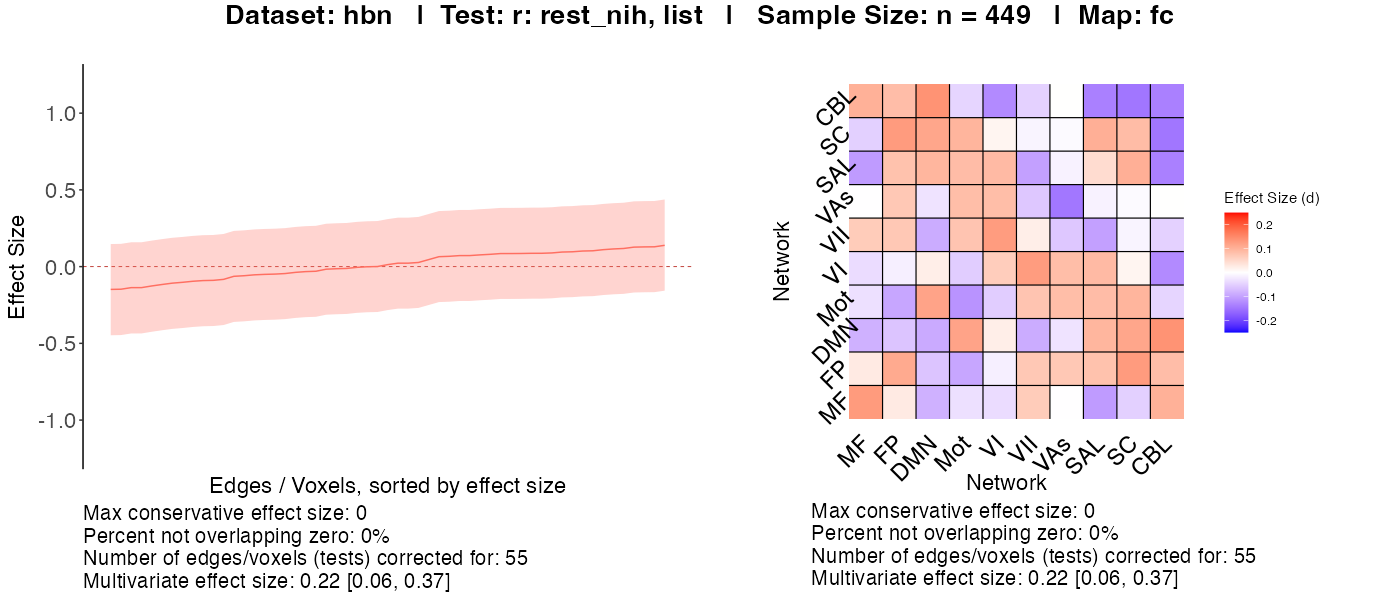 Dataset: hbn | Test: r: rest_nih, list | Sample Size: n = 449 | Map: fc
Effect Size
1.0
0.5
0.0
-0.5
-1.0
Edges / Voxels, sorted by effect size
Max conservative effect size: 0
Percent not overlapping zero: 0%
Number of edges/voxels (tests) corrected for: 55
Multivariate effect size: 0.22 [0.06, 0.37]
Network
CBL
SC
SAL
VAs
VII
VI
Mot
DMN
FP
MF
MF
FP
DMN
Mot
VI
VII
VAs
SAL
SC
CBL
Network
Effect Size (d)
0.2
0.1
0.0
-0.1
-0.2
Max conservative effect size: 0
Percent not overlapping zero: 0%
Number of edges/voxels (tests) corrected for: 55
Multivariate effect size: 0.22 [0.06, 0.37]